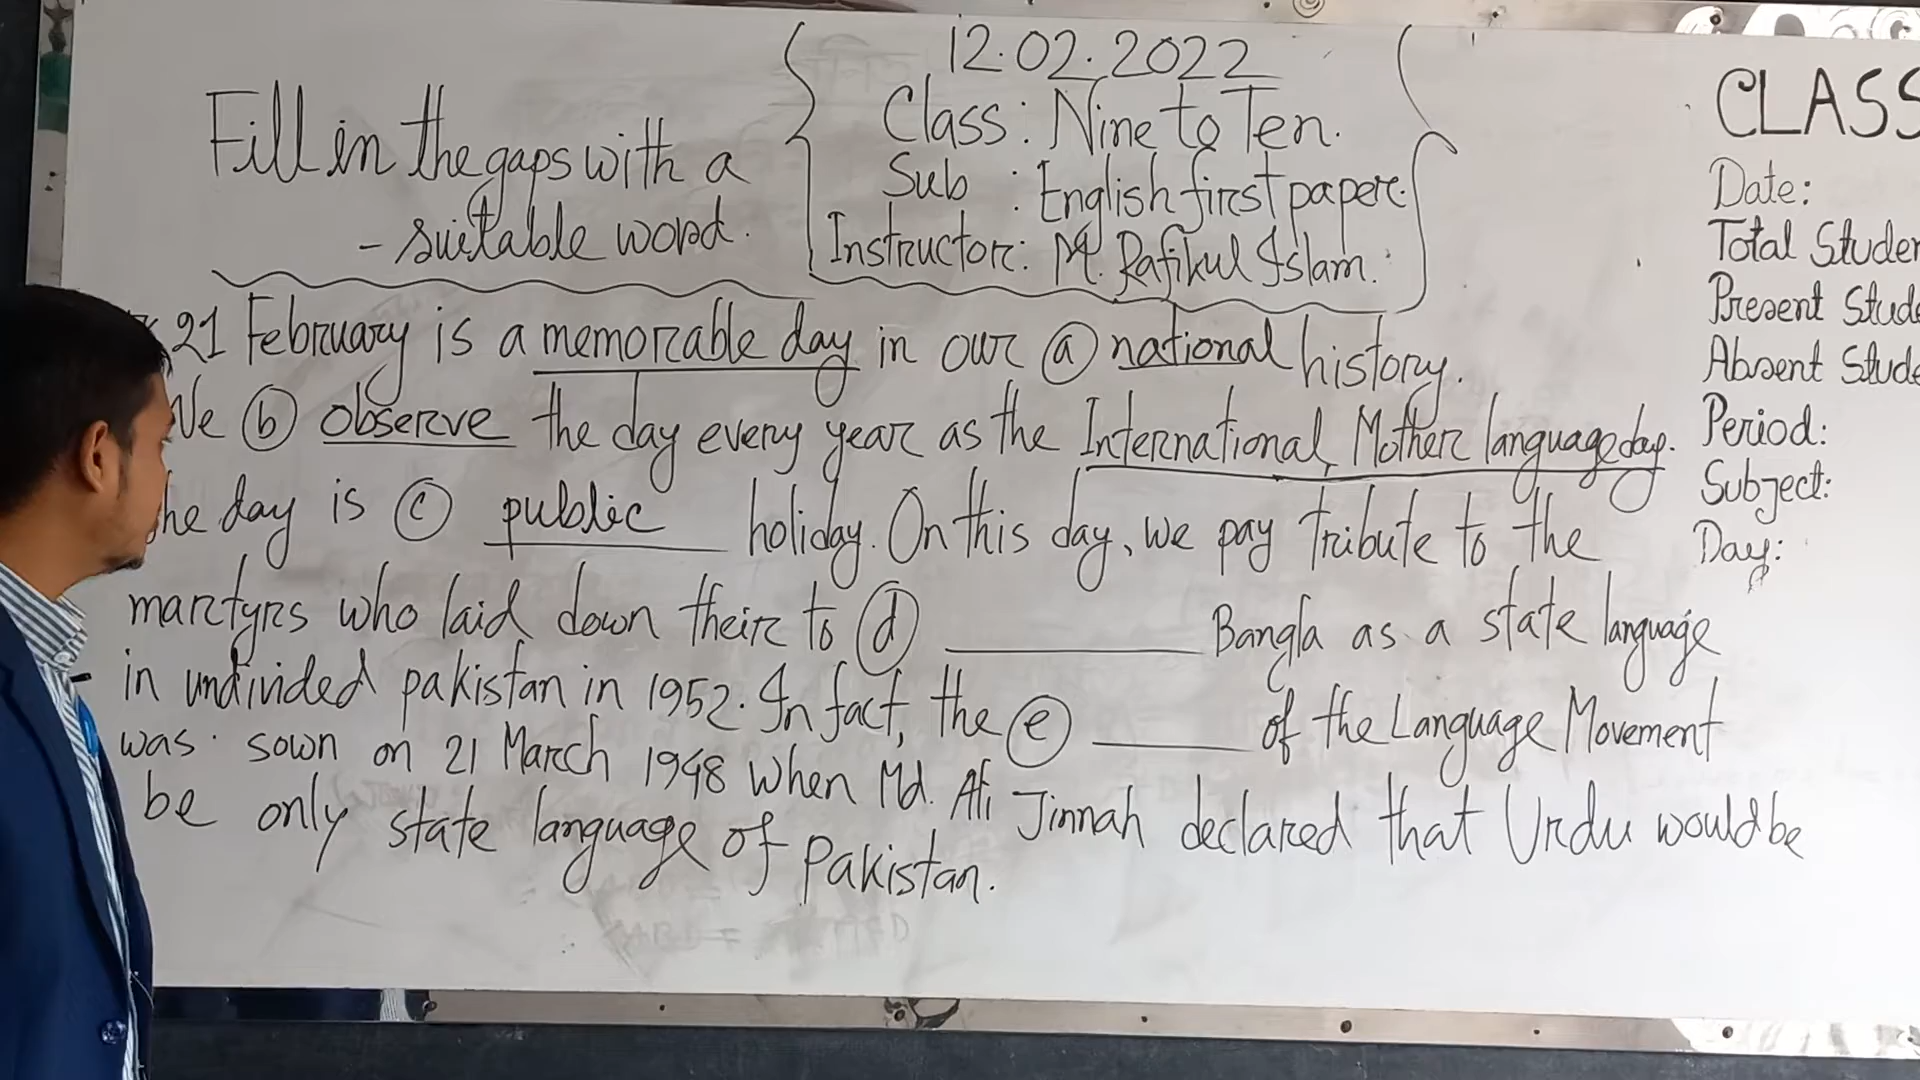 12.02.2022
Class: Nine to Ten.
Sub : English first paper.
Instructor: M. Rafikul Islam.
Fill in the gaps with a
- suitable word.
21 February is a memorable day in our (a) national history.
We (b) observe the day every year as the International Mother language day.
he day is (c) public holiday. On this day, we pay tribute to the
martyrs who laid down their to (d) ______ Bangla as a state language
in undivided pakistan in 1952. In fact, the (e) ______ of the Language Movement
was sown on 21 March 1948 when Md. Ali Jinnah declared that Urdu would be
be only state language of Pakistan.
CLASS
Date:
Total Studen
Present Stude
Absent Stude
Period:
Subject:
Day: